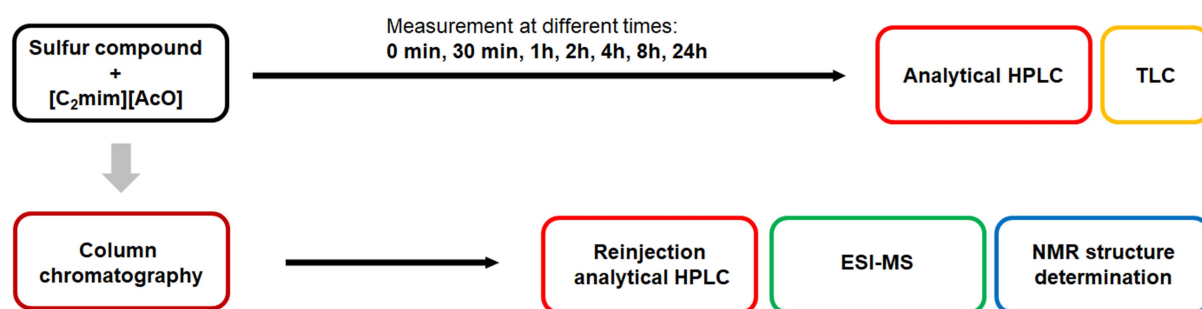 Sulfur compound
+
[C₂mim][AcO]
Measurement at different times:
0 min, 30 min, 1h, 2h, 4h, 8h, 24h
Analytical HPLC
TLC
Column
chromatography
Reinjection
analytical HPLC
ESI-MS
NMR structure
determination